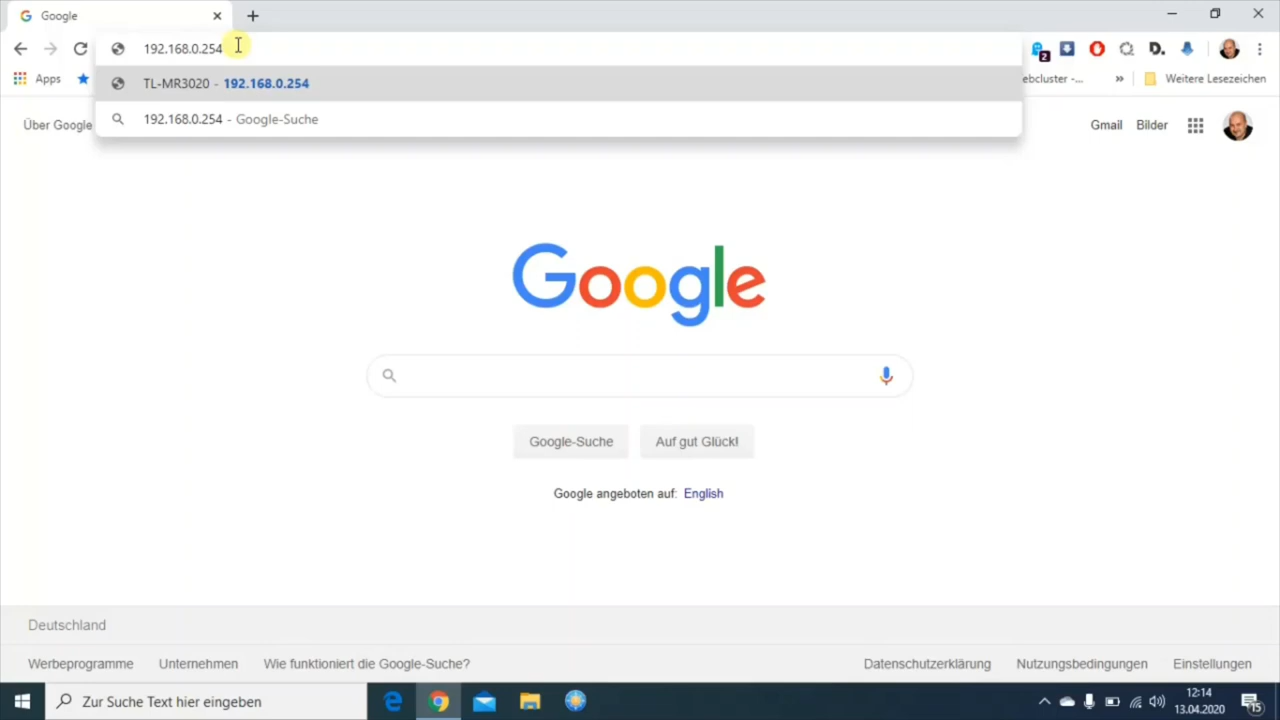 Google
192.168.0.254
TL-MR3020 - 192.168.0.254
192.168.0.254 - Google-Suche
Apps
ebcluster -...
»
Weitere Lesezeichen
2
D.
Über Google
Gmail
Bilder
Google
Google-Suche
Auf gut Glück!
Google angeboten auf: English
Deutschland
Werbeprogramme
Unternehmen
Wie funktioniert die Google-Suche?
Datenschutzerklärung
Nutzungsbedingungen
Einstellungen
Zur Suche Text hier eingeben
12:14
13.04.2020
15